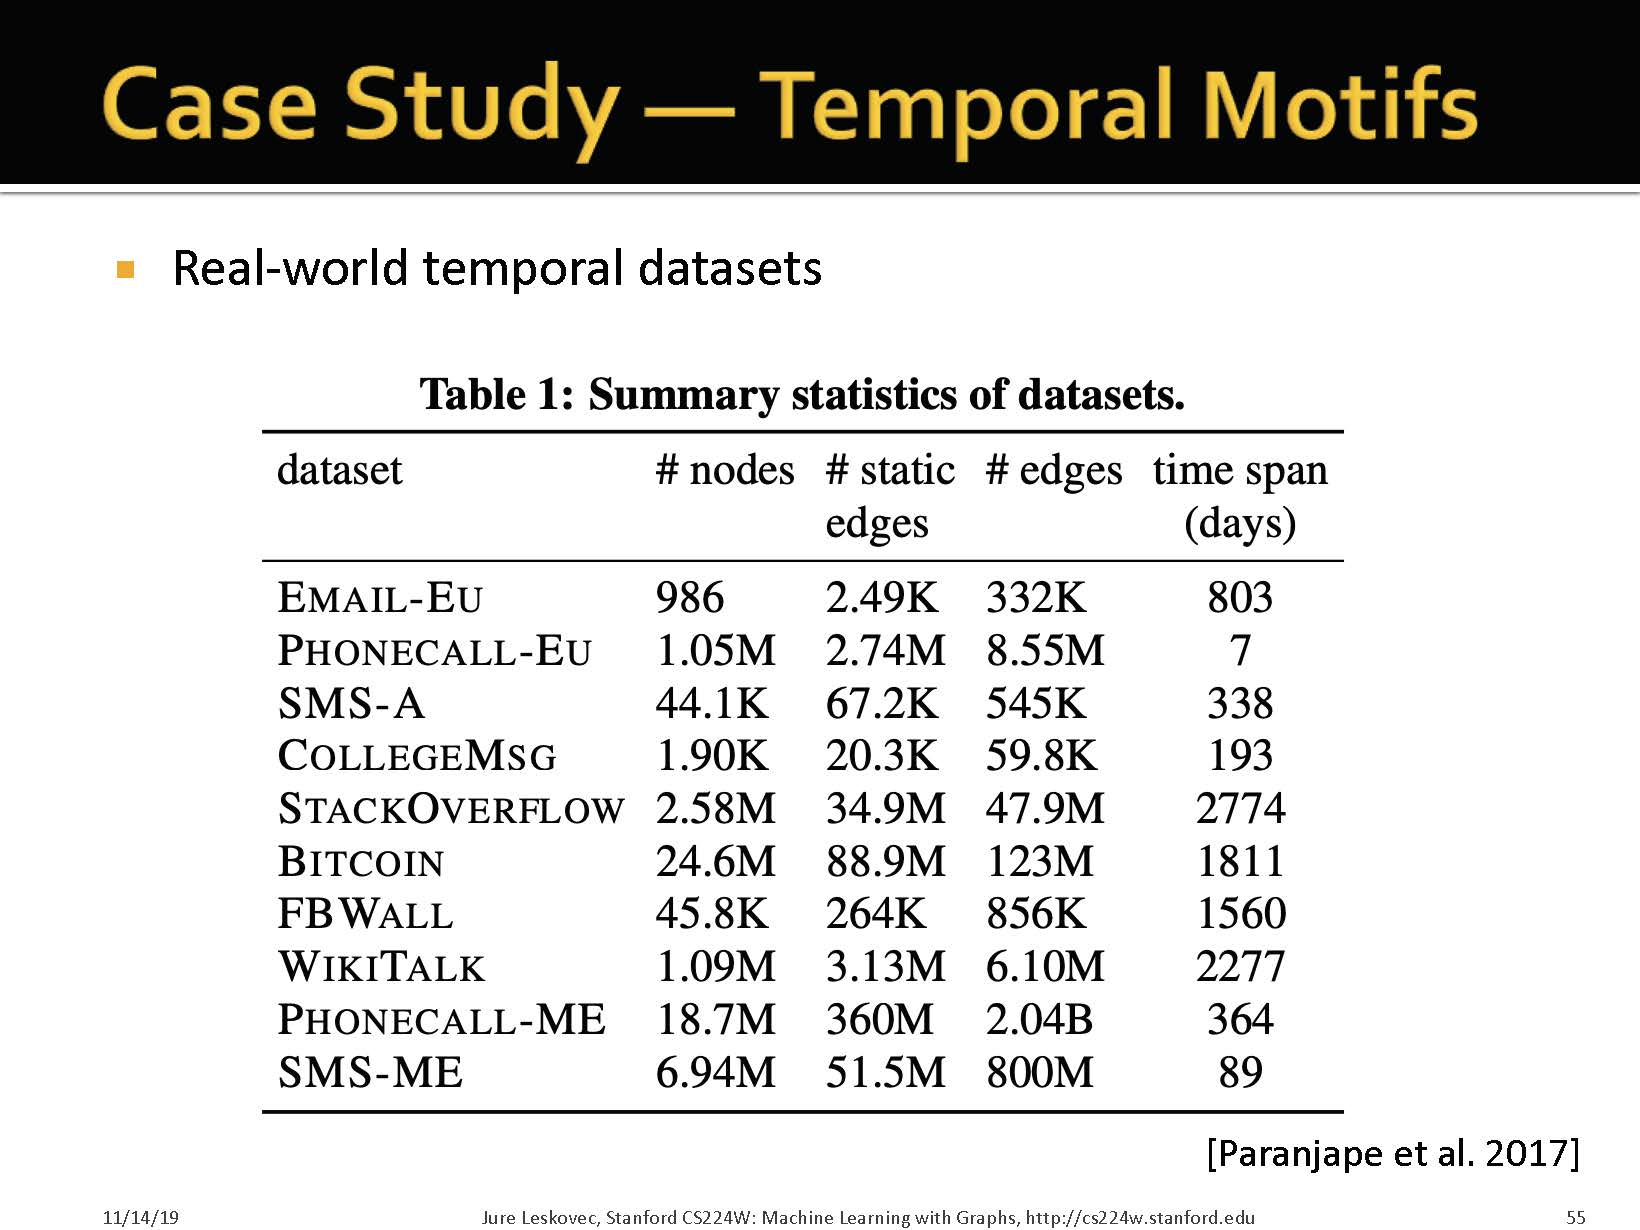 Case Study — Temporal Motifs
Real-world temporal datasets
Table 1: Summary statistics of datasets.
dataset # nodes # static edges # edges time span (days)
EMAIL-EU 986 2.49K 332K 803
PHONECALL-EU 1.05M 2.74M 8.55M 7
SMS-A 44.1K 67.2K 545K 338
COLLEGEMSG 1.90K 20.3K 59.8K 193
STACKOVERFLOW 2.58M 34.9M 47.9M 2774
BITCOIN 24.6M 88.9M 123M 1811
FBWALL 45.8K 264K 856K 1560
WIKITALK 1.09M 3.13M 6.10M 2277
PHONECALL-ME 18.7M 360M 2.04B 364
SMS-ME 6.94M 51.5M 800M 89
[Paranjape et al. 2017]
11/14/19 Jure Leskovec, Stanford CS224W: Machine Learning with Graphs, http://cs224w.stanford.edu 55